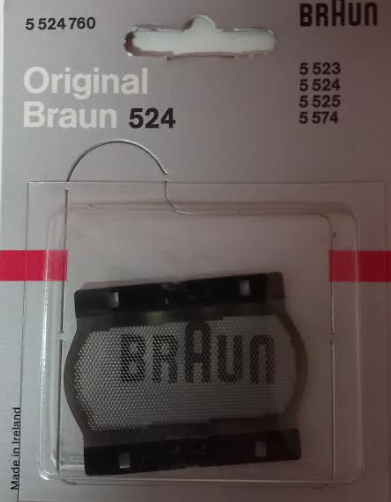 5 524 760
BRAUN
Original
Braun 524
5 523
5 524
5 525
5 574
BRAUN
Made in Ireland